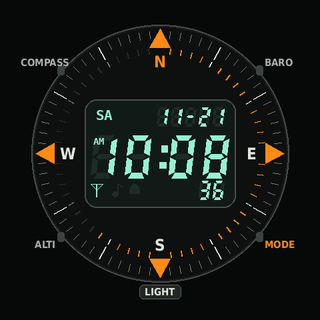 COMPASS
BARO
N
SA 11-21
AM 10:08
36
W
E
S
ALTI
MODE
LIGHT